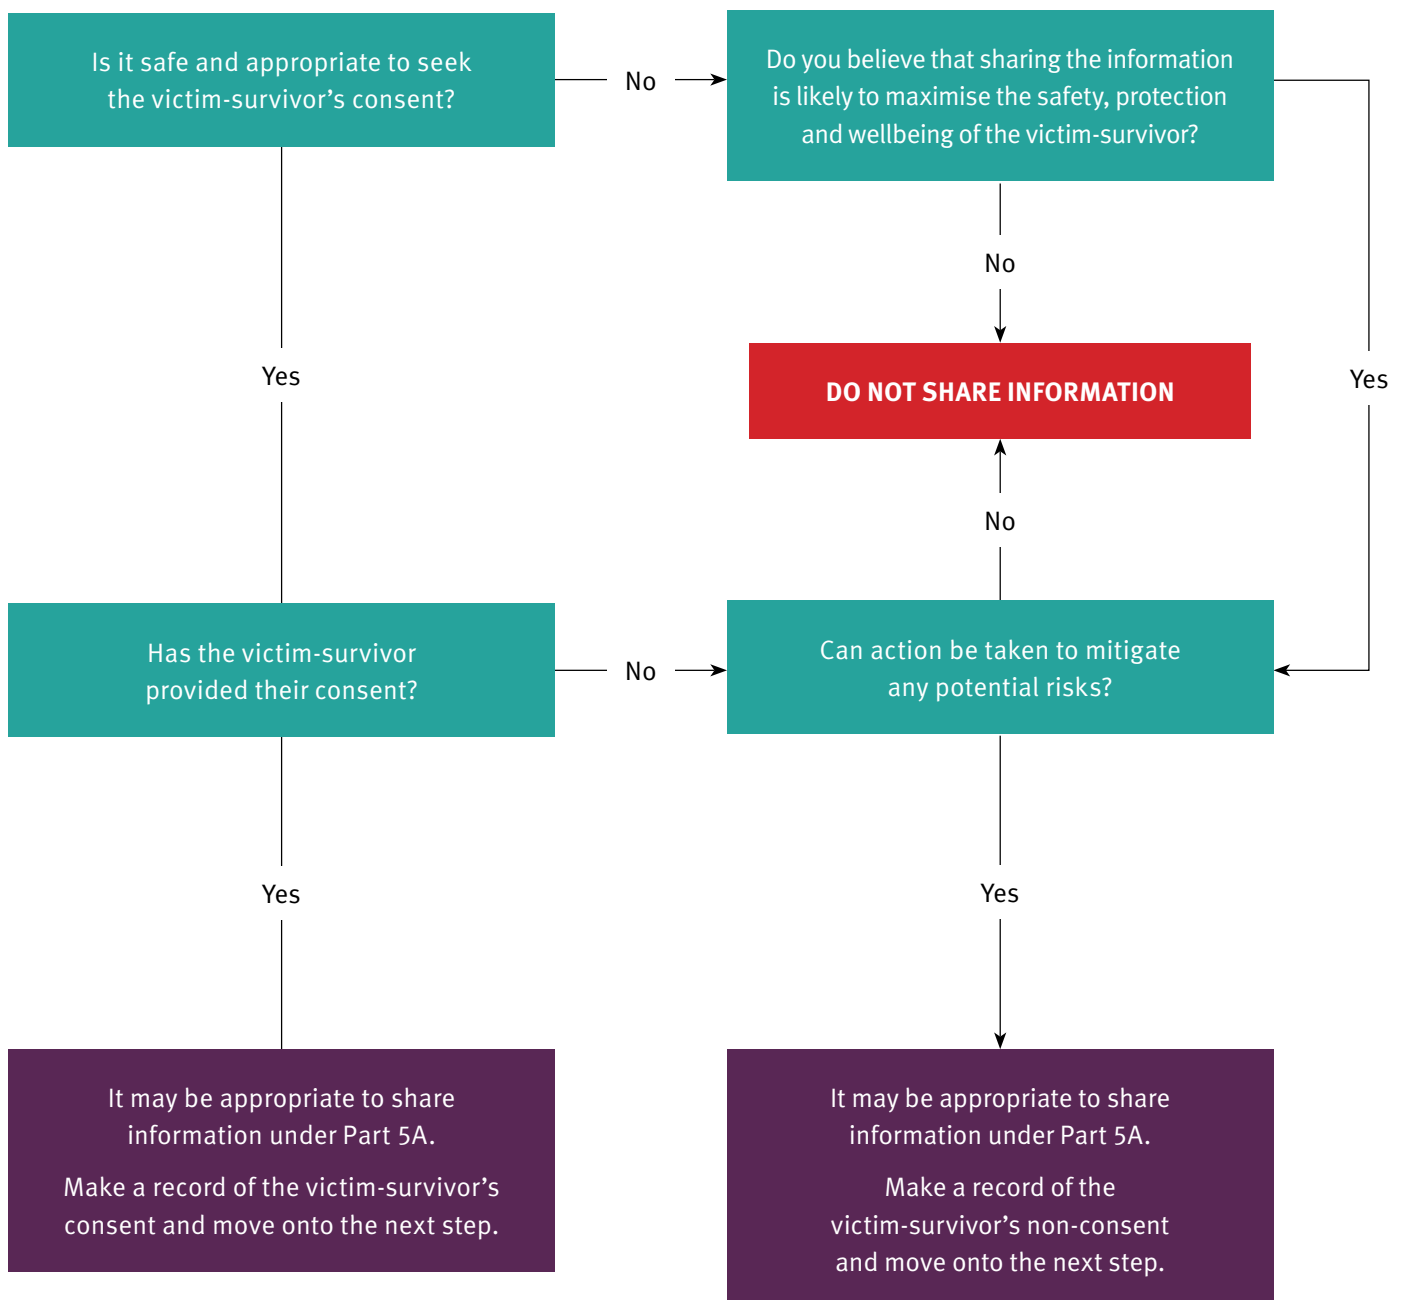 Is it safe and appropriate to seek
the victim-survivor's consent?
No
Do you believe that sharing the information
is likely to maximise the safety, protection
and wellbeing of the victim-survivor?
No
Yes
DO NOT SHARE INFORMATION
Yes
No
Has the victim-survivor
provided their consent?
No
Can action be taken to mitigate
any potential risks?
Yes
Yes
It may be appropriate to share
information under Part 5A.
Make a record of the victim-survivor's
consent and move onto the next step.
It may be appropriate to share
information under Part 5A.
Make a record of the
victim-survivor's non-consent
and move onto the next step.